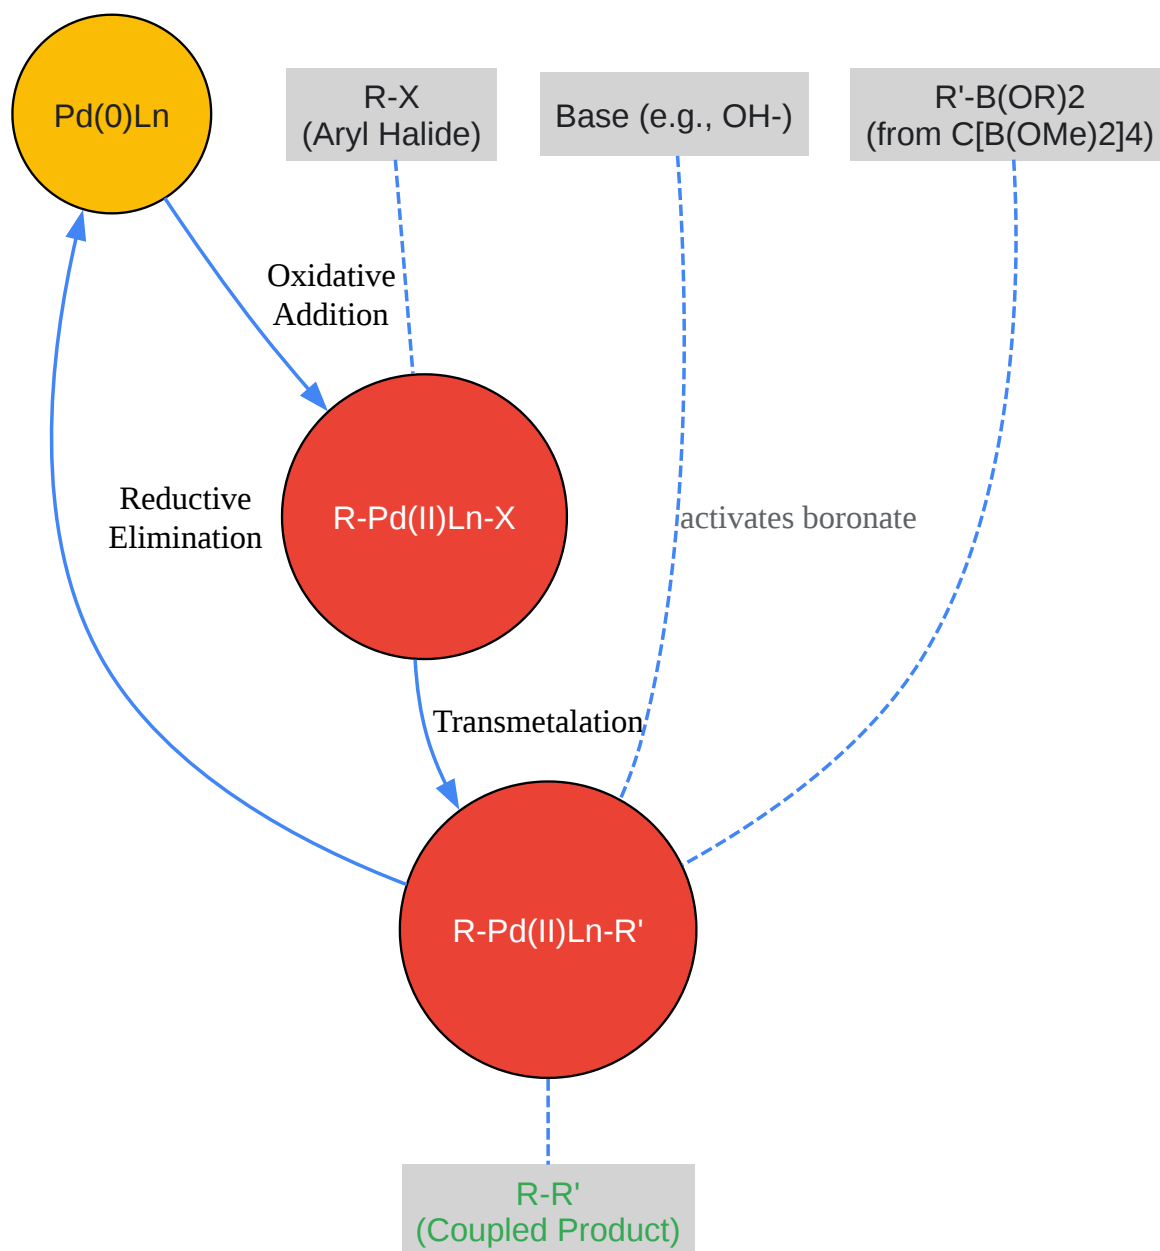 Pd(0)Ln
R-X
(Aryl Halide)
Base (e.g., OH-)
R'-B(OR)2
(from C[B(OMe)2]4)
Oxidative
Addition
Reductive
Elimination
R-Pd(II)Ln-X
activates boronate
Transmetalation
R-Pd(II)Ln-R'
R-R'
(Coupled Product)